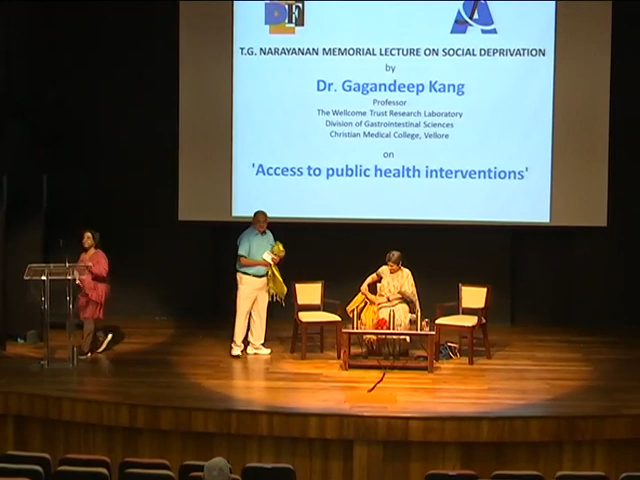 DLF
A
T.G. NARAYANAN MEMORIAL LECTURE ON SOCIAL DEPRIVATION
by
Dr. Gagandeep Kang
Professor
The Wellcome Trust Research Laboratory
Division of Gastrointestinal Sciences
Christian Medical College, Vellore
on
'Access to public health interventions'